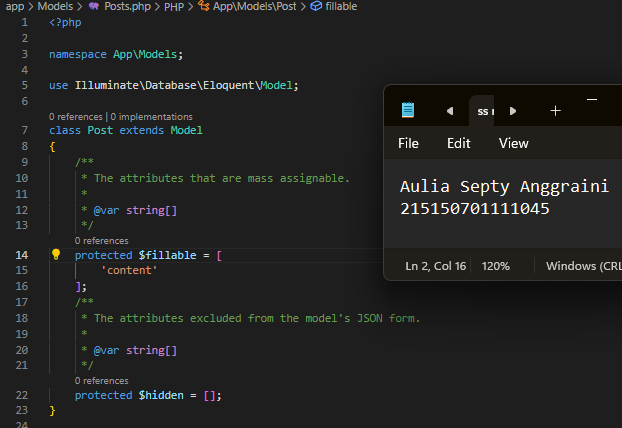 app > Models > Posts.php > PHP > App\Models\Post > fillable
1 <?php
2
3 namespace App\Models;
4
5 use Illuminate\Database\Eloquent\Model;
6
0 references | 0 implementations
7 class Post extends Model
8 {
9 /**
10 * The attributes that are mass assignable.
11 *
12 * @var string[]
13 */
0 references
14 protected $fillable = [
15 'content'
16 ];
17 /**
18 * The attributes excluded from the model's JSON form.
19 *
20 * @var string[]
21 */
0 references
22 protected $hidden = [];
23 }
24
ss
File Edit View
Aulia Septy Anggraini
215150701111045
Ln 2, Col 16 120% Windows (CRL